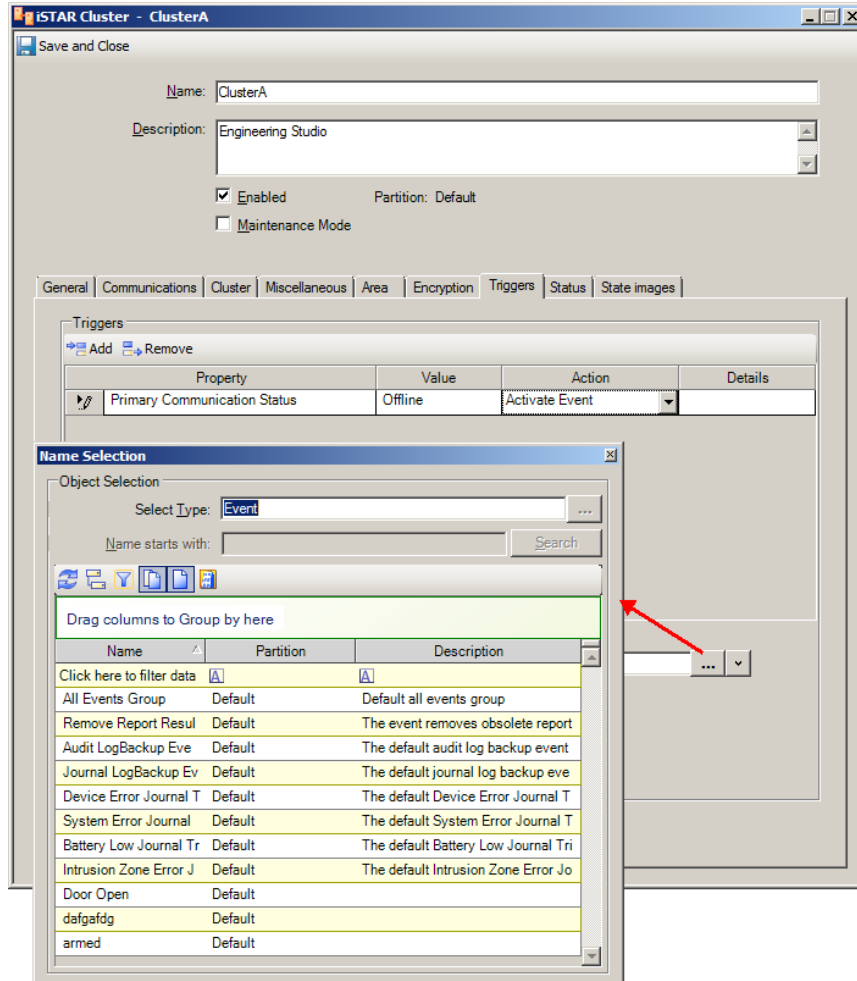 iSTAR Cluster - ClusterA
Save and Close
Name: ClusterA
Description: Engineering Studio
Enabled Partition: Default
Maintenance Mode
General Communications Cluster Miscellaneous Area Encryption Triggers Status State images
Triggers
Add Remove
Property Value Action Details
Primary Communication Status Offline Activate Event
Name Selection
Object Selection
Select Type: Event ...
Name starts with: Search
Drag columns to Group by here
Name Partition Description
...
Click here to filter data A A
All Events Group Default Default all events group
Remove Report Resul Default The event removes obsolete report
Audit LogBackup Eve Default The default audit log backup event
Journal LogBackup Ev Default The default journal log backup eve
Device Error Journal T Default The default Device Error Journal T
System Error Journal Default The default System Error Journal T
Battery Low Journal Tr Default The default Battery Low Journal Tri
Intrusion Zone Error J Default The default Intrusion Zone Error Jo
Door Open Default
dafgafdg Default
armed Default